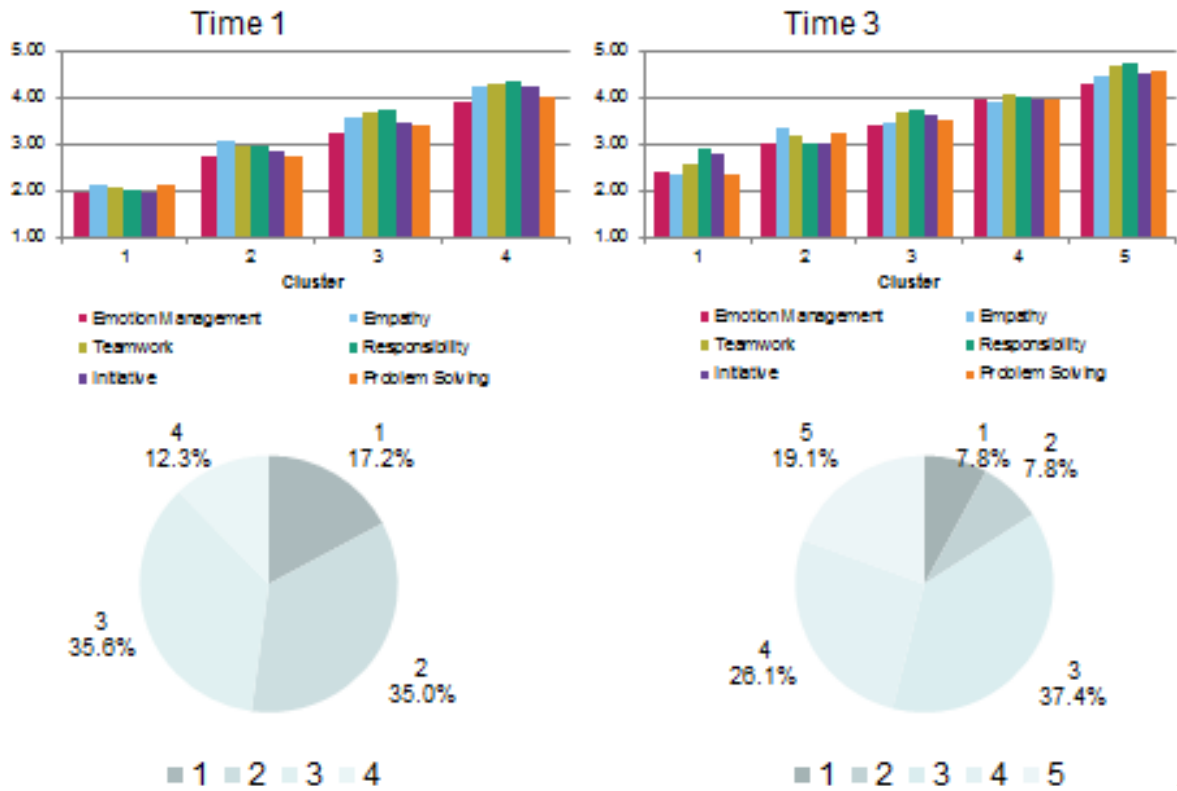 Time 1
5.00
4.00
3.00
2.00
1.00
1 2 3 4
Cluster
Emotion Management Empathy
Teamwork Responsibility
Initiative Problem Solving
4
12.3%
1
17.2%
3
35.6%
2
35.0%
1 2 3 4
Time 3
5.00
4.00
3.00
2.00
1.00
1 2 3 4 5
Cluster
Emotion Management Empathy
Teamwork Responsibility
Initiative Problem Solving
5
19.1%
1
7.8%
2
7.8%
4
26.1%
3
37.4%
1 2 3 4 5